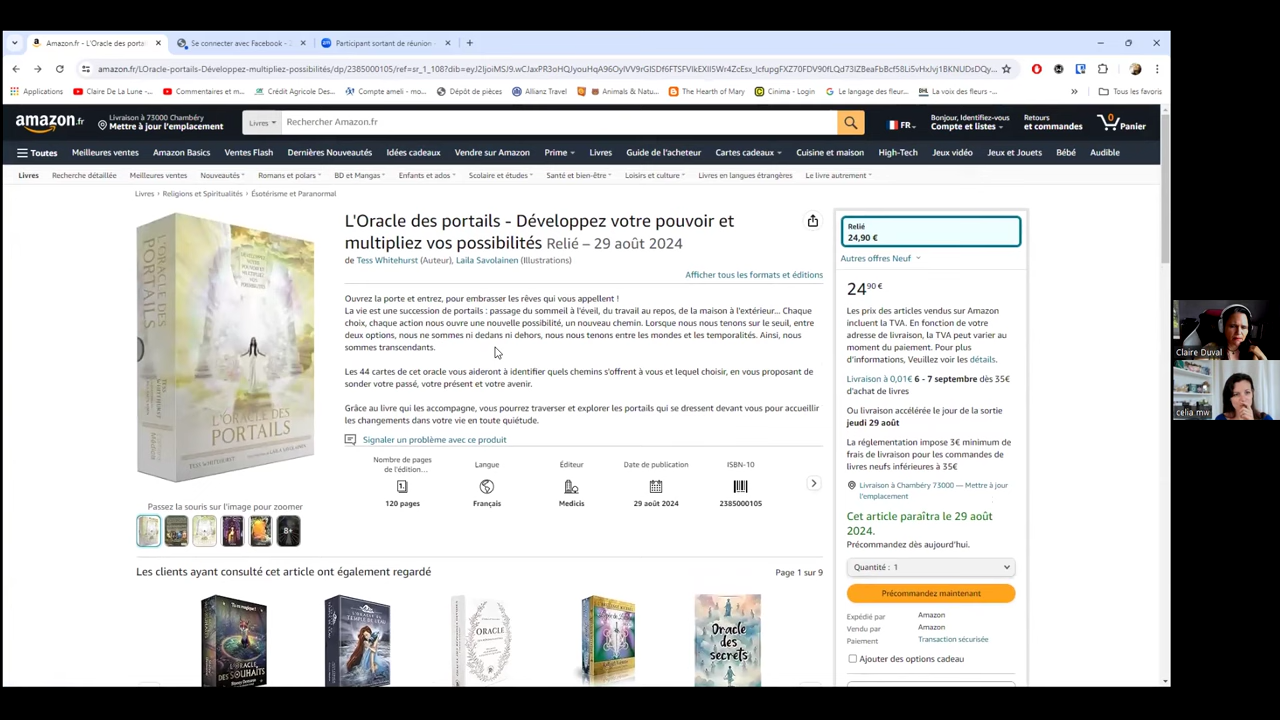 Amazon.fr - L'Oracle des porta
Se connecter avec Facebook - Z
Participant sortant de réunion -
Applications
Claire De La Lune -...
Commentaires et m...
Crédit Agricole Des...
Compte ameli - mo...
Dépôt de pièces
Allianz Travel
Animals & Natu...
The Hearth of Mary
Cinima - Login
Le langage des fleur...
La voix des fleurs -...
Tous les favoris
amazon.fr
Livraison à 73000 Chambéry
Mettre à jour l'emplacement
Livres
Rechercher Amazon.fr
FR
Bonjour, Identifiez-vous
Compte et listes
Retours
et commandes
0
Panier
Toutes
Meilleures ventes
Amazon Basics
Ventes Flash
Dernières Nouveautés
Idées cadeaux
Vendre sur Amazon
Prime
Livres
Guide de l'acheteur
Cartes cadeaux
Cuisine et maison
High-Tech
Jeux vidéo
Jeux et Jouets
Bébé
Audible
Livres
Recherche détaillée
Meilleures ventes
Nouveautés
Romans et polars
BD et Mangas
Enfants et ados
Scolaire et études
Santé et bien-être
Loisirs et culture
Livres en langues étrangères
Le livre autrement
Livres › Religions et Spiritualités › Ésotérisme et Paranormal
L'ORACLE DES PORTAILS
DÉVELOPPEZ
VOTRE POUVOIR ET
MULTIPLIEZ VOS
POSSIBILITÉS
L'ORACLE DES
PORTAILS
TESS WHITEHURST
Passez la souris sur l'image pour zoomer
8+
L'Oracle des portails - Développez votre pouvoir et
multipliez vos possibilités Relié – 29 août 2024
de Tess Whitehurst (Auteur), Laila Savolainen (Illustrations)
Afficher tous les formats et éditions
Ouvrez la porte et entrez, pour embrasser les rêves qui vous appellent !
La vie est une succession de portails : passage du sommeil à l'éveil, du travail au repos, de la maison à l'extérieur... Chaque
choix, chaque action nous ouvre une nouvelle possibilité, un nouveau chemin. Lorsque nous nous tenons sur le seuil, entre
deux options, nous ne sommes ni dedans ni dehors, nous nous tenons entre les mondes et les temporalités. Ainsi, nous
sommes transcendants.
Les 44 cartes de cet oracle vous aideront à identifier quels chemins s'offrent à vous et lequel choisir, en vous proposant de
sonder votre passé, votre présent et votre avenir.
Grâce au livre qui les accompagne, vous pourrez traverser et explorer les portails qui se dressent devant vous pour accueillir
les changements dans votre vie en toute quiétude.
Signaler un problème avec ce produit
Nombre de pages
de l'édition...
120 pages
Langue
Français
Éditeur
Medicis
Date de publication
29 août 2024
ISBN-10
2385000105
Relié
24,90 €
Autres offres Neuf
24,90 €
Les prix des articles vendus sur Amazon
incluent la TVA. En fonction de votre
adresse de livraison, la TVA peut varier au
moment du paiement. Pour plus
d'informations, Veuillez voir les détails.
Livraison à 0,01€ 6 - 7 septembre dès 35€
d'achat de livres
Ou livraison accélérée le jour de la sortie
jeudi 29 août
La réglementation impose 3€ minimum de
frais de livraison pour les commandes de
livres neufs inférieures à 35€
Livraison à Chambéry 73000 — Mettre à jour
l'emplacement
Cet article paraîtra le 29 août
2024.
Précommandez dès aujourd'hui.
Quantité : 1
Précommandez maintenant
Expédié par
Amazon
Vendu par
Amazon
Paiement
Transaction sécurisée
Ajouter des options cadeau
Les clients ayant consulté cet article ont également regardé
Page 1 sur 9
L'ORACLE
DES SOUHAITS
ORACLE
Oracle
des
secrets
Claire Duval
celia mw